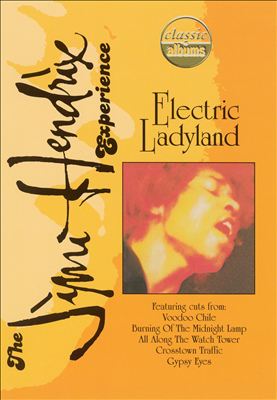 classic
albums
The
Jimi Hendrix
Experience
Electric
Ladyland
Featuring cuts from:
Voodoo Chile
Burning Of The Midnight Lamp
All Along The Watch Tower
Crosstown Traffic
Gypsy Eyes